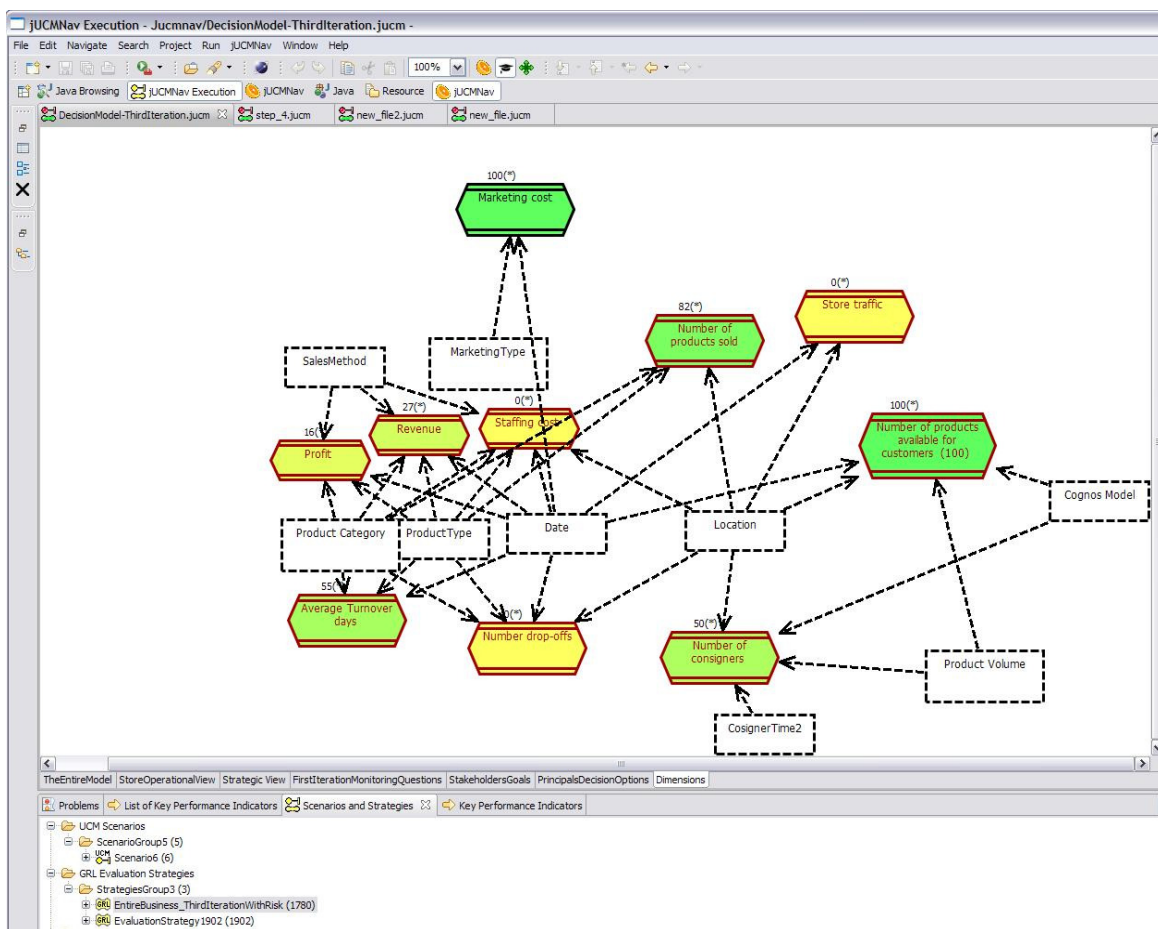 jUCMNav Execution - Jucmnav/DecisionModel-ThirdIteration.jucm -
File Edit Navigate Search Project Run jUCMNav Window Help
100%
Java Browsing jUCMNav Execution jUCMNav Java Resource jUCMNav
DecisionModel-ThirdIteration.jucm step_4.jucm new_file2.jucm new_file.jucm
100(*)
Marketing cost
0(*)
Store traffic
82(*)
Number of
products sold
SalesMethod
MarketingType
27(*)
Revenue
0(*)
Staffing cost
100(*)
Number of products
available for
customers (100)
16(*)
Profit
Cognos Model
Product Category
ProductType
Date
Location
55(*)
Average Turnover
days
0(*)
Number drop-offs
50(*)
Number of
consigners
Product Volume
CosignerTime2
TheEntireModel StoreOperationalView Strategic View FirstIterationMonitoringQuestions StakeholdersGoals PrincipalsDecisionOptions Dimensions
Problems List of Key Performance Indicators Scenarios and Strategies Key Performance Indicators
UCM Scenarios
ScenarioGroup5 (5)
UCM Scenario6 (6)
GRL Evaluation Strategies
StrategiesGroup3 (3)
GRL EntireBusiness_ThirdIterationWithRisk (1780)
GRL EvaluationStrategy1902 (1902)